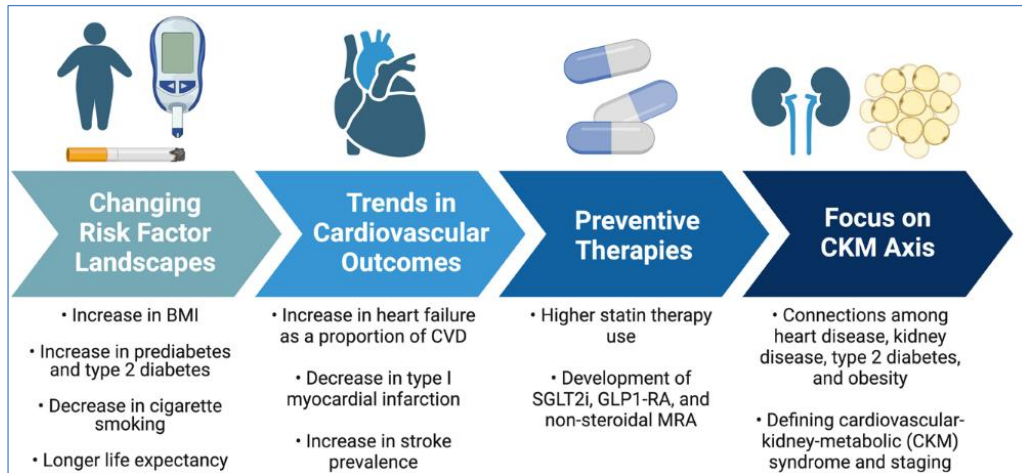 Changing
Risk Factor
Landscapes
• Increase in BMI
• Increase in prediabetes
and type 2 diabetes
• Decrease in cigarette
smoking
• Longer life expectancy
Trends in
Cardiovascular
Outcomes
• Increase in heart failure
as a proportion of CVD
• Decrease in type I
myocardial infarction
• Increase in stroke
prevalence
Preventive
Therapies
• Higher statin therapy
use
• Development of
SGLT2i, GLP1-RA, and
non-steroidal MRA
Focus on
CKM Axis
• Connections among
heart disease, kidney
disease, type 2 diabetes,
and obesity
• Defining cardiovascular-
kidney-metabolic (CKM)
syndrome and staging